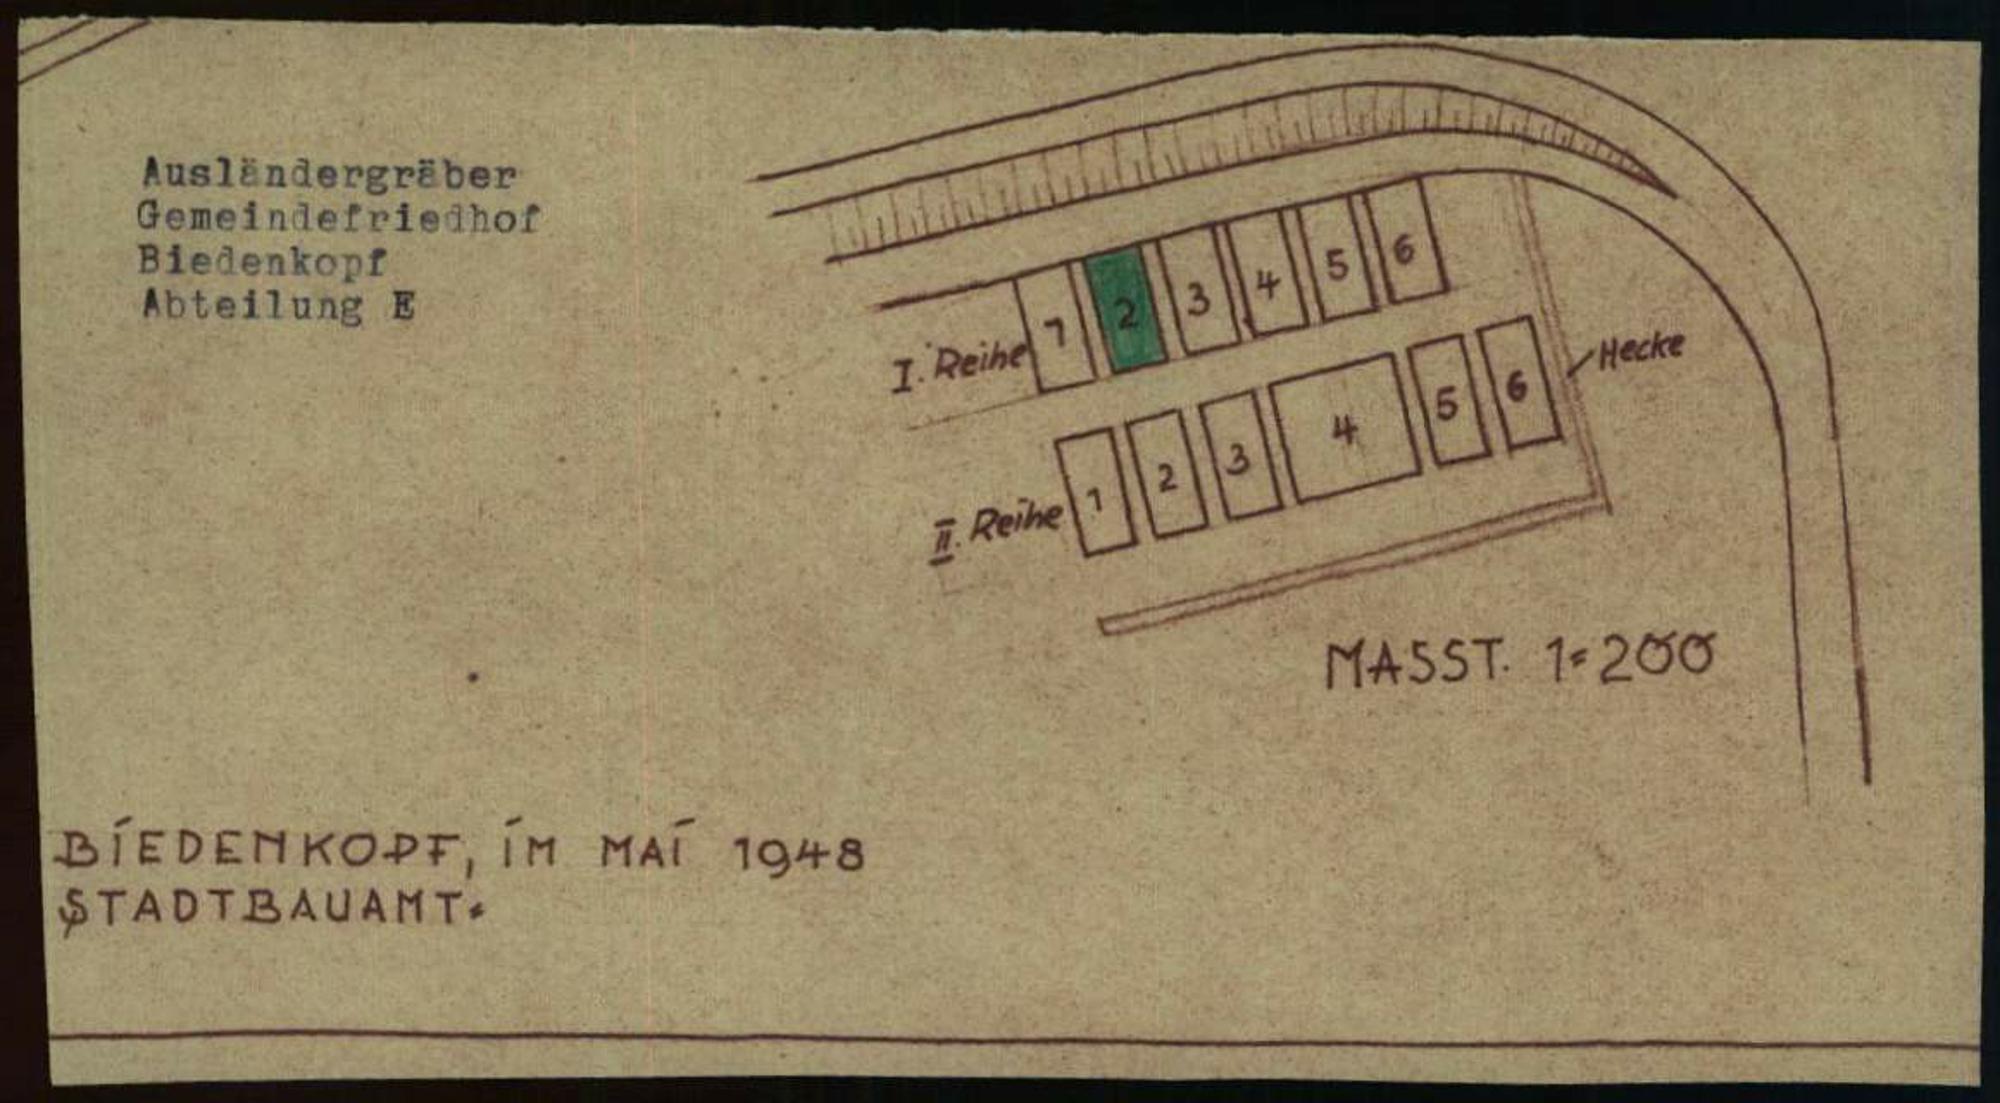 Ausländergräber
Gemeindefriedhof
Biedenkopf
Abteilung E
I. Reihe 1 2 3 4 5 6
Hecke
II. Reihe 1 2 3 4 5 6
MASST. 1=200
BIEDENKOPF, IM MAI 1948
STADTBAUAMT.